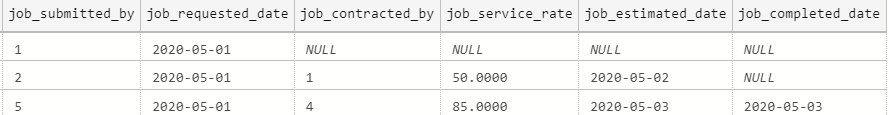 job_submitted_by job_requested_date job_contracted_by job_service_rate job_estimated_date job_completed_date
1 2020-05-01 NULL NULL NULL NULL
2 2020-05-01 1 50.0000 2020-05-02 NULL
5 2020-05-01 4 85.0000 2020-05-03 2020-05-03